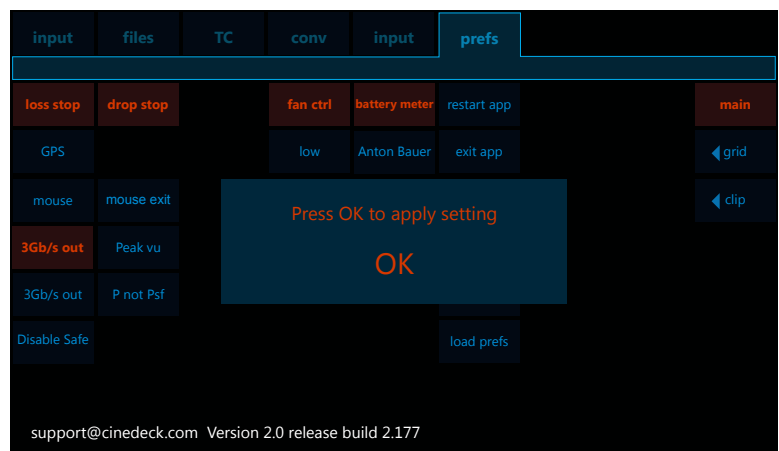 input files TC conv input prefs
loss stop drop stop fan ctrl battery meter restart app main
GPS low Anton Bauer exit app grid
mouse mouse exit clip
Press OK to apply setting
3Gb/s out Peak vu
OK
3Gb/s out P not Psf
Disable Safe load prefs
support@cinedeck.com Version 2.0 release build 2.177